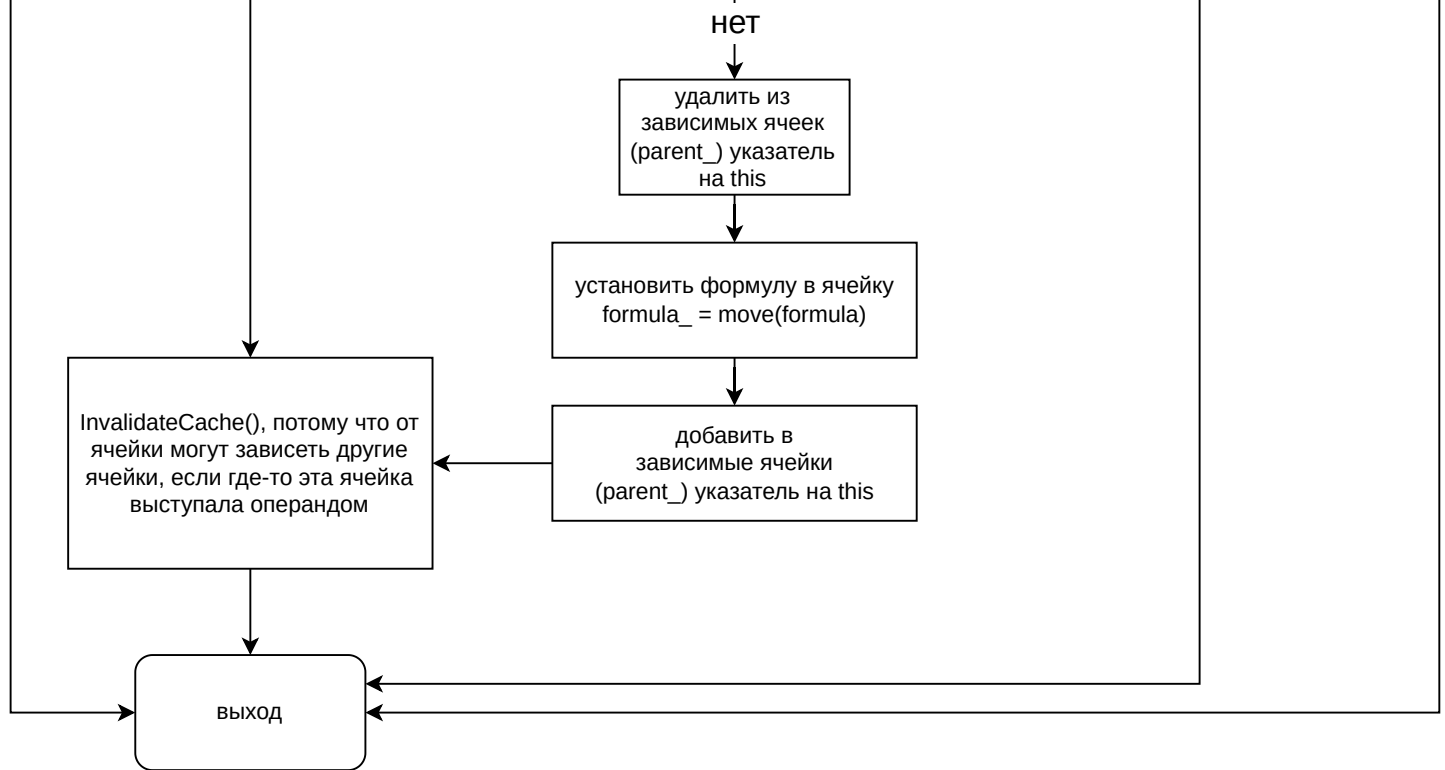 нет
удалить из
зависимых ячеек
(parent_) указатель
на this
установить формулу в ячейку
formula_ = move(formula)
InvalidateCache(), потому что от
ячейки могут зависеть другие
ячейки, если где-то эта ячейка
выступала операндом
добавить в
зависимые ячейки
(parent_) указатель на this
выход